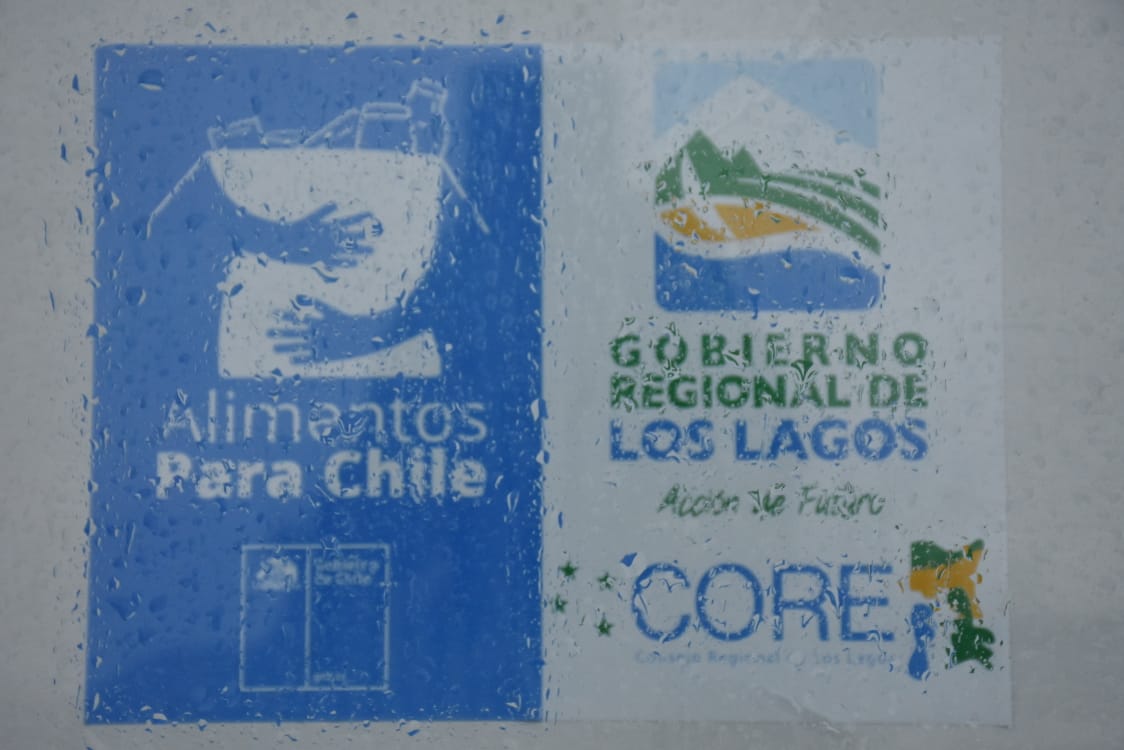 Alimentos
Para Chile
Gobierno
de Chile
GOBIERNO
REGIONAL DE
LOS LAGOS
Acción de Futuro
CORE
Consejo Regional de Los Lagos